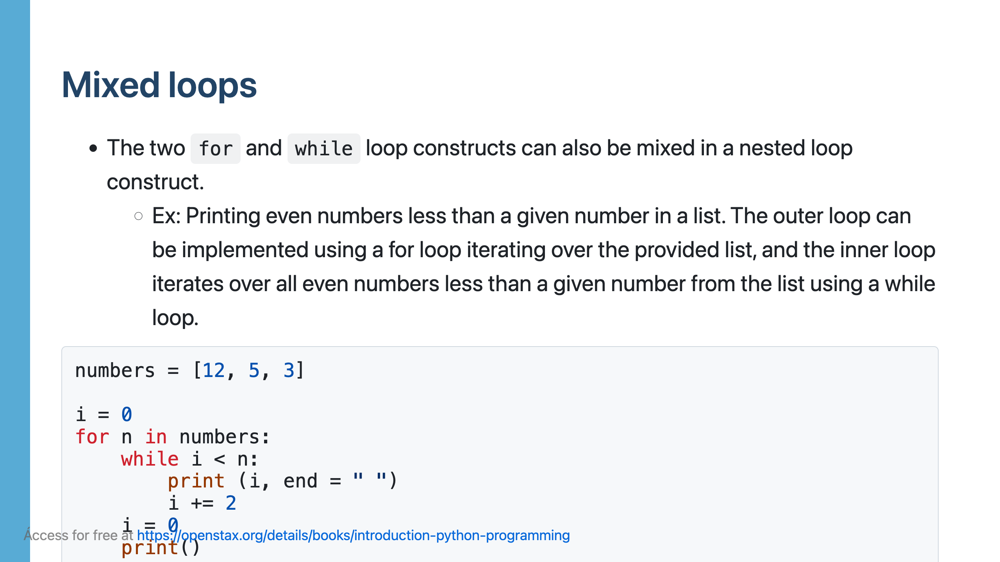 Mixed loops
• The two for and while loop constructs can also be mixed in a nested loop
construct.
○ Ex: Printing even numbers less than a given number in a list. The outer loop can
be implemented using a for loop iterating over the provided list, and the inner loop
iterates over all even numbers less than a given number from the list using a while
loop.
numbers = [12, 5, 3]
i = 0
for n in numbers:
    while i < n:
        print (i, end = " ")
        i += 2
    i = 0
Áccess for free at https://openstax.org/details/books/introduction-python-programming
    print()